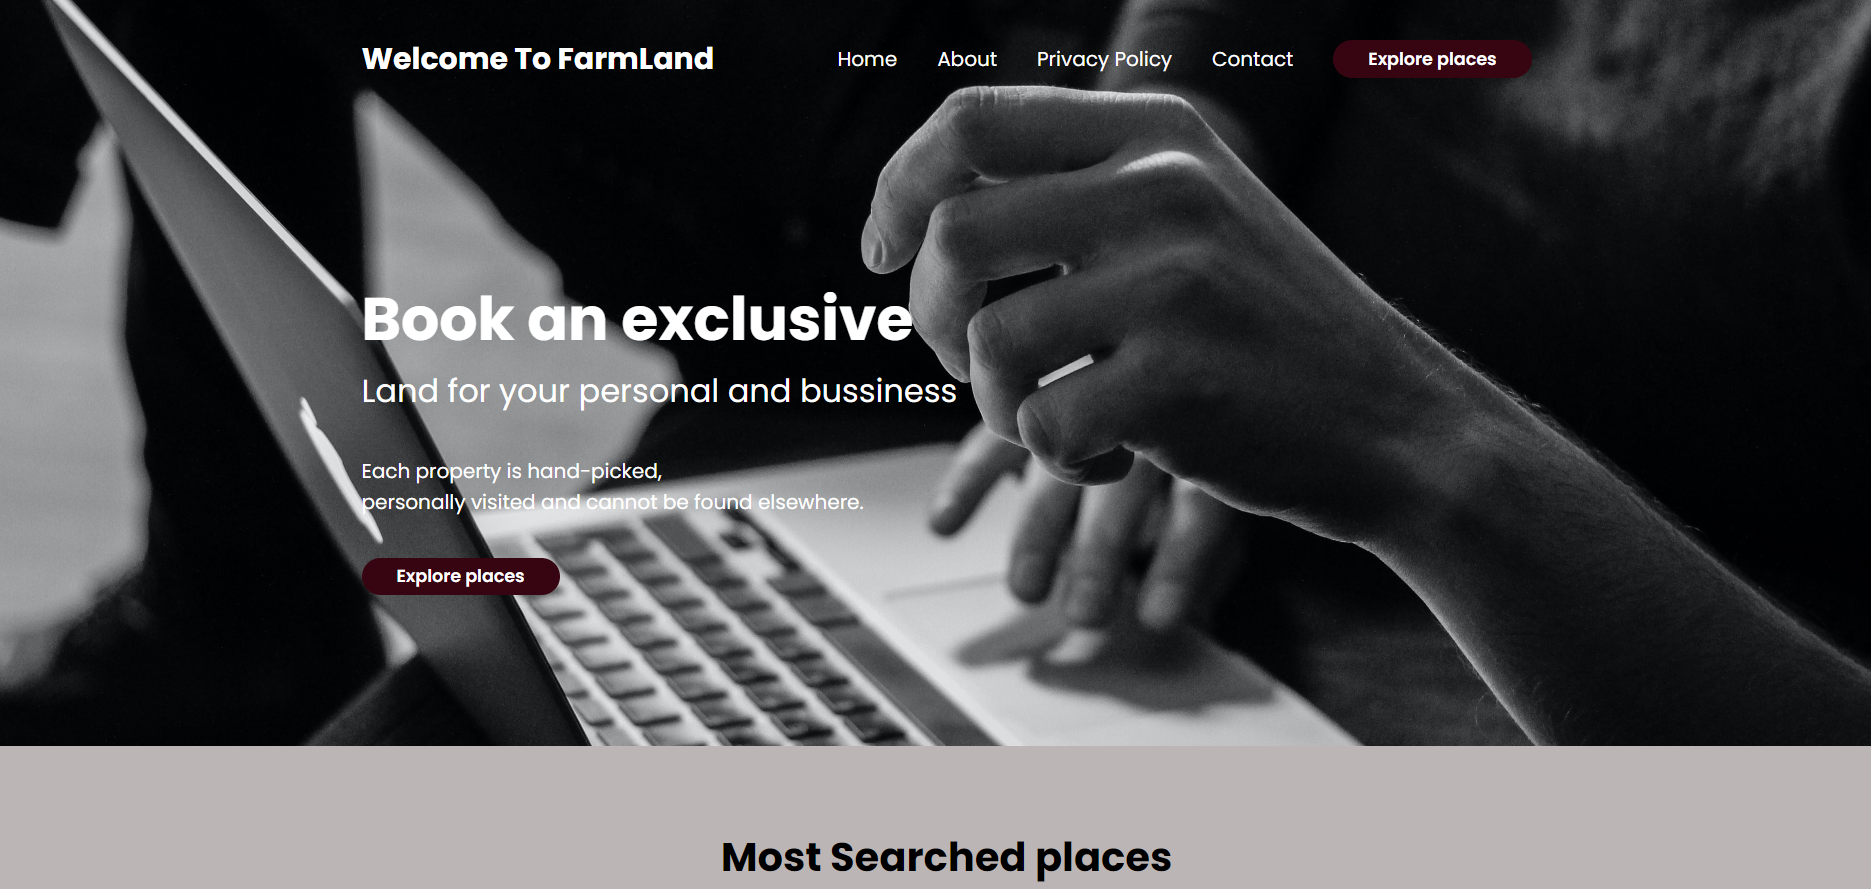 Welcome To FarmLand
Home
About
Privacy Policy
Contact
Explore places
Book an exclusive
Land for your personal and bussiness
Each property is hand-picked,
personally visited and cannot be found elsewhere.
Explore places
Most Searched places